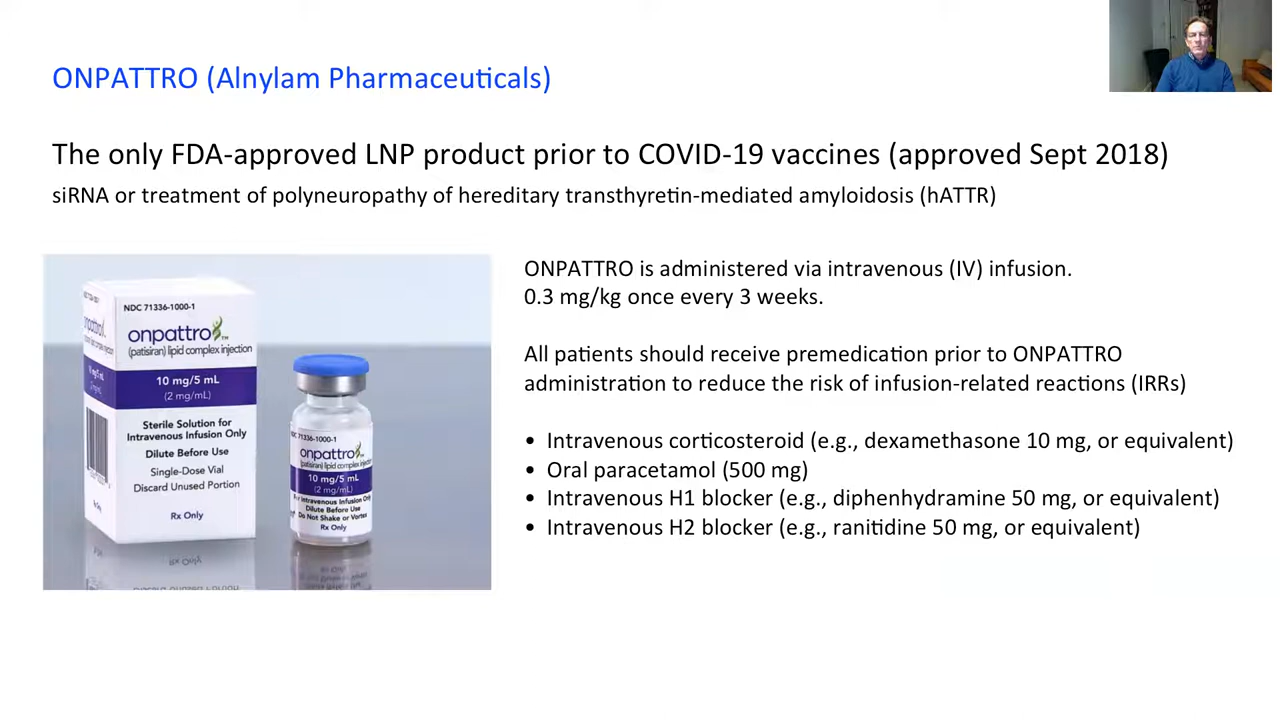 ONPATTRO (Alnylam Pharmaceuticals)
The only FDA-approved LNP product prior to COVID-19 vaccines (approved Sept 2018)
siRNA or treatment of polyneuropathy of hereditary transthyretin-mediated amyloidosis (hATTR)
NDC 71336-1000-1
onpattro™
(patisiran) lipid complex injection
10 mg/5 mL
(2 mg/mL)
Sterile Solution for
Intravenous Infusion Only
Dilute Before Use
Single-Dose Vial
Discard Unused Portion
Rx Only
71336-1000-1
onpattro
(patisiran) lipid complex
10 mg/5 mL
(2 mg/mL)
Intravenous Infusion Only
Dilute Before Use
Do Not Shake or Vortex
Rx Only
ONPATTRO is administered via intravenous (IV) infusion.
0.3 mg/kg once every 3 weeks.
All patients should receive premedication prior to ONPATTRO
administration to reduce the risk of infusion-related reactions (IRRs)
• Intravenous corticosteroid (e.g., dexamethasone 10 mg, or equivalent)
• Oral paracetamol (500 mg)
• Intravenous H1 blocker (e.g., diphenhydramine 50 mg, or equivalent)
• Intravenous H2 blocker (e.g., ranitidine 50 mg, or equivalent)